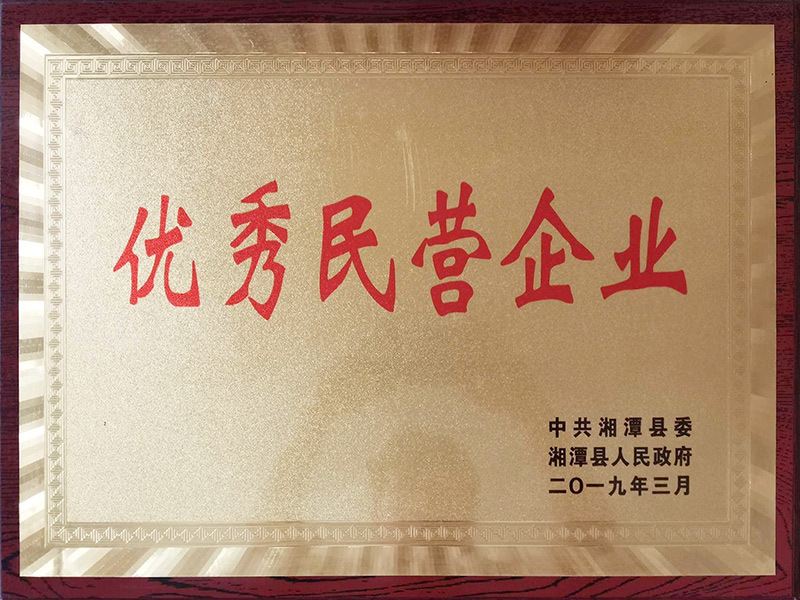 优秀民营企业
中共湘潭县委
湘潭县人民政府
二〇一九年三月